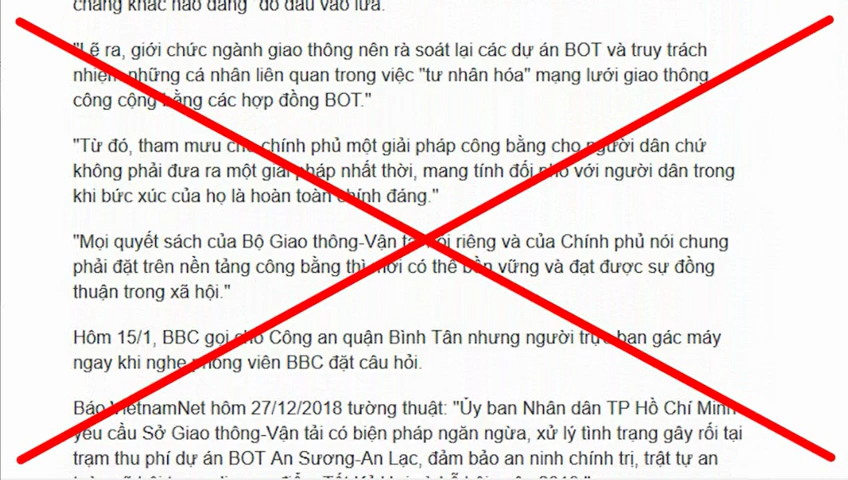 chẳng khác nào đang "đổ dầu vào lửa.
"Lẽ ra, giới chức ngành giao thông nên rà soát lại các dự án BOT và truy trách
nhiệm những cá nhân liên quan trong việc "tư nhân hóa" mạng lưới giao thông
công cộng bằng các hợp đồng BOT."
"Từ đó, tham mưu cho chính phủ một giải pháp công bằng cho người dân chứ
không phải đưa ra một giải pháp nhất thời, mang tính đối phó với người dân trong
khi bức xúc của họ là hoàn toàn chính đáng."
"Mọi quyết sách của Bộ Giao thông-Vận tải nói riêng và của Chính phủ nói chung
phải đặt trên nền tảng công bằng thì mới có thể bền vững và đạt được sự đồng
thuận trong xã hội."
Hôm 15/1, BBC gọi cho Công an quận Bình Tân nhưng người trực ban gác máy
ngay khi nghe phóng viên BBC đặt câu hỏi.
Báo VietnamNet hôm 27/12/2018 tường thuật: "Ủy ban Nhân dân TP Hồ Chí Minh
yêu cầu Sở Giao thông-Vận tải có biện pháp ngăn ngừa, xử lý tình trạng gây rối tại
trạm thu phí dự án BOT An Sương-An Lạc, đảm bảo an ninh chính trị, trật tự an